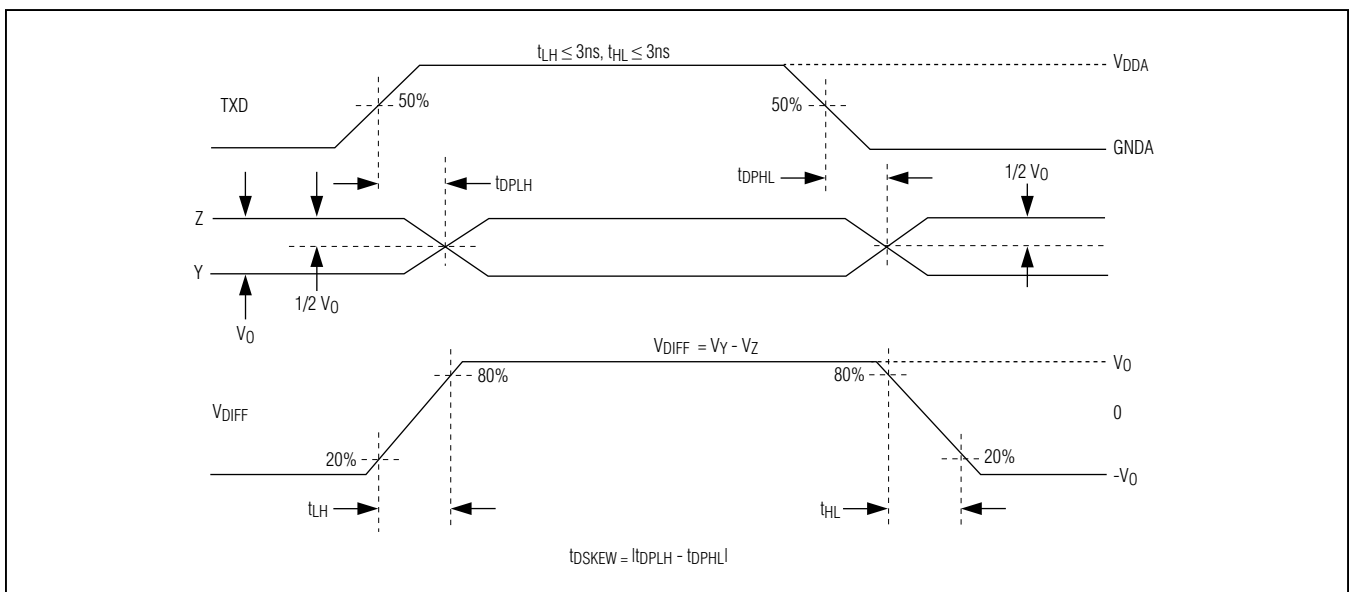 tLH ≤ 3ns, tHL ≤ 3ns
VDDA
TXD
50%
50%
GNDA
tDPLH
tDPHL
1/2 VO
Z
Y
1/2 VO
VO
VDIFF = VY - VZ
VO
80%
80%
VDIFF
0
20%
20%
-VO
tLH
tHL
tDSKEW = |tDPLH - tDPHL|